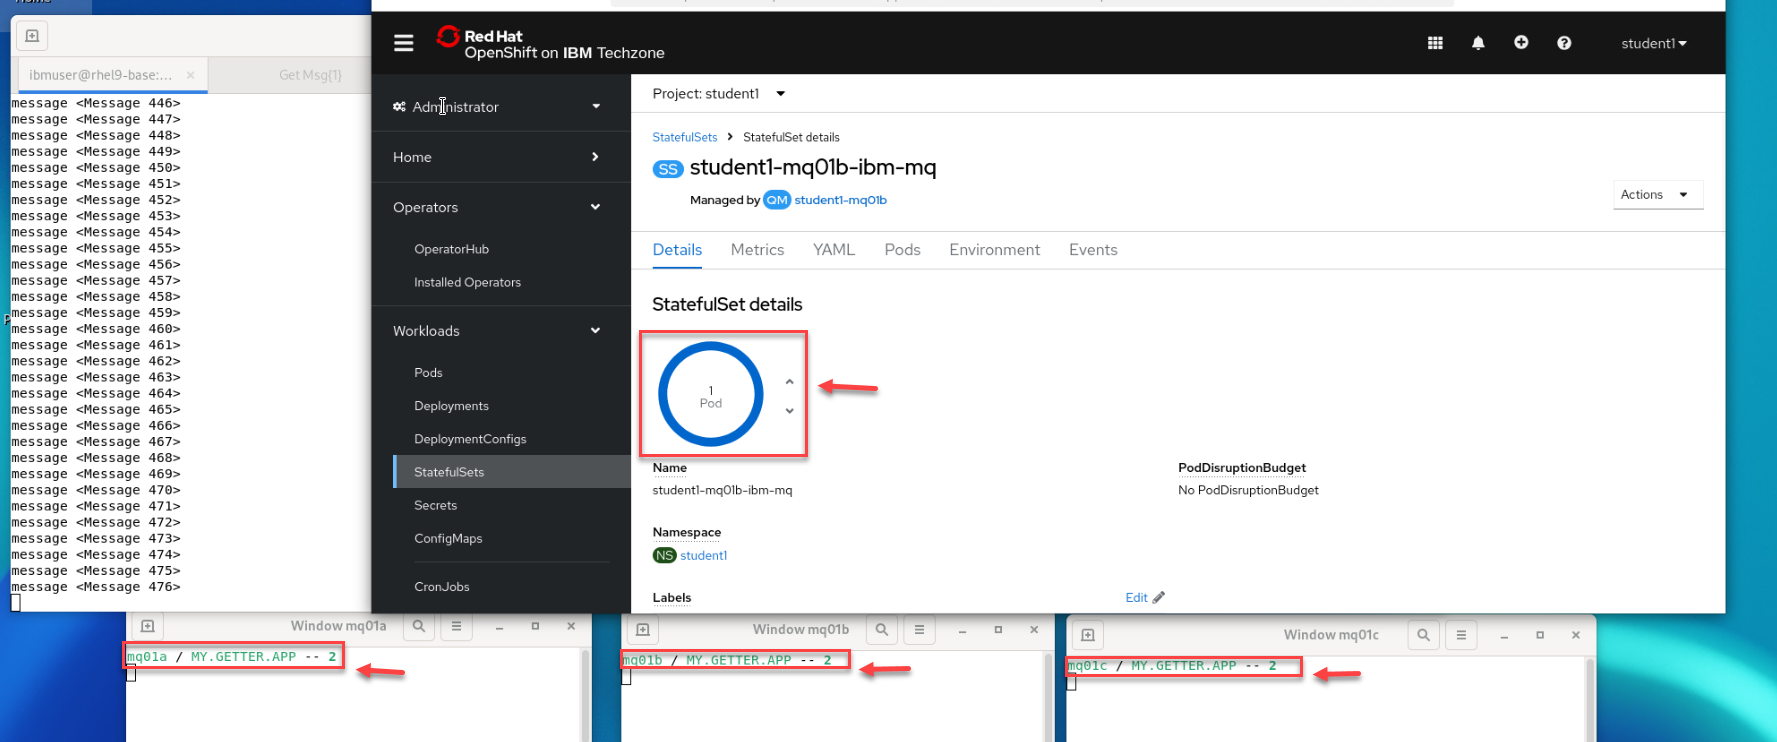 Home
ibmuser@rhel9-base:... ×
Get Msg{1}
message <Message 446>
message <Message 447>
message <Message 448>
message <Message 449>
message <Message 450>
message <Message 451>
message <Message 452>
message <Message 453>
message <Message 454>
message <Message 455>
message <Message 456>
message <Message 457>
message <Message 458>
message <Message 459>
message <Message 460>
message <Message 461>
message <Message 462>
message <Message 463>
message <Message 464>
message <Message 465>
message <Message 466>
message <Message 467>
message <Message 468>
message <Message 469>
message <Message 470>
message <Message 471>
message <Message 472>
message <Message 473>
message <Message 474>
message <Message 475>
message <Message 476>
Red Hat
OpenShift on IBM Techzone
student1
Administrator
Home
Operators
OperatorHub
Installed Operators
Workloads
Pods
Deployments
DeploymentConfigs
StatefulSets
Secrets
ConfigMaps
CronJobs
Project: student1
StatefulSets > StatefulSet details
SS student1-mq01b-ibm-mq
Managed by QM student1-mq01b
Actions
Details Metrics YAML Pods Environment Events
StatefulSet details
1
Pod
Name
student1-mq01b-ibm-mq
PodDisruptionBudget
No PodDisruptionBudget
Namespace
NS student1
Labels
Edit
Window mq01a
mq01a / MY.GETTER.APP -- 2
Window mq01b
mq01b / MY.GETTER.APP -- 2
Window mq01c
mq01c / MY.GETTER.APP -- 2